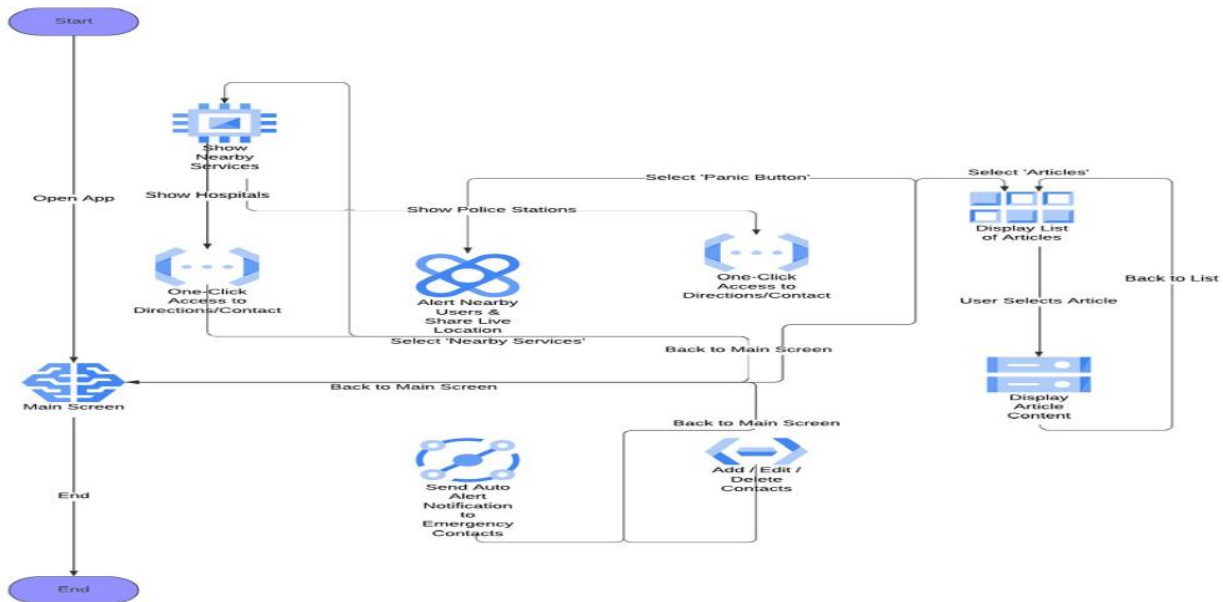 Start
Open App
Show
Nearby
Services
Show Hospitals
One-Click
Access to
Directions/Contact
Select 'Panic Button'
Show Police Stations
Alert Nearby
Users &
Share Live
Location
One-Click
Access to
Directions/Contact
Select 'Articles'
Display List
of Articles
Back to List
User Selects Article
Display
Article
Content
Select 'Nearby Services'
Back to Main Screen
Back to Main Screen
Main Screen
Back to Main Screen
Send Auto
Alert
Notification
to
Emergency
Contacts
Add / Edit /
Delete
Contacts
End
End